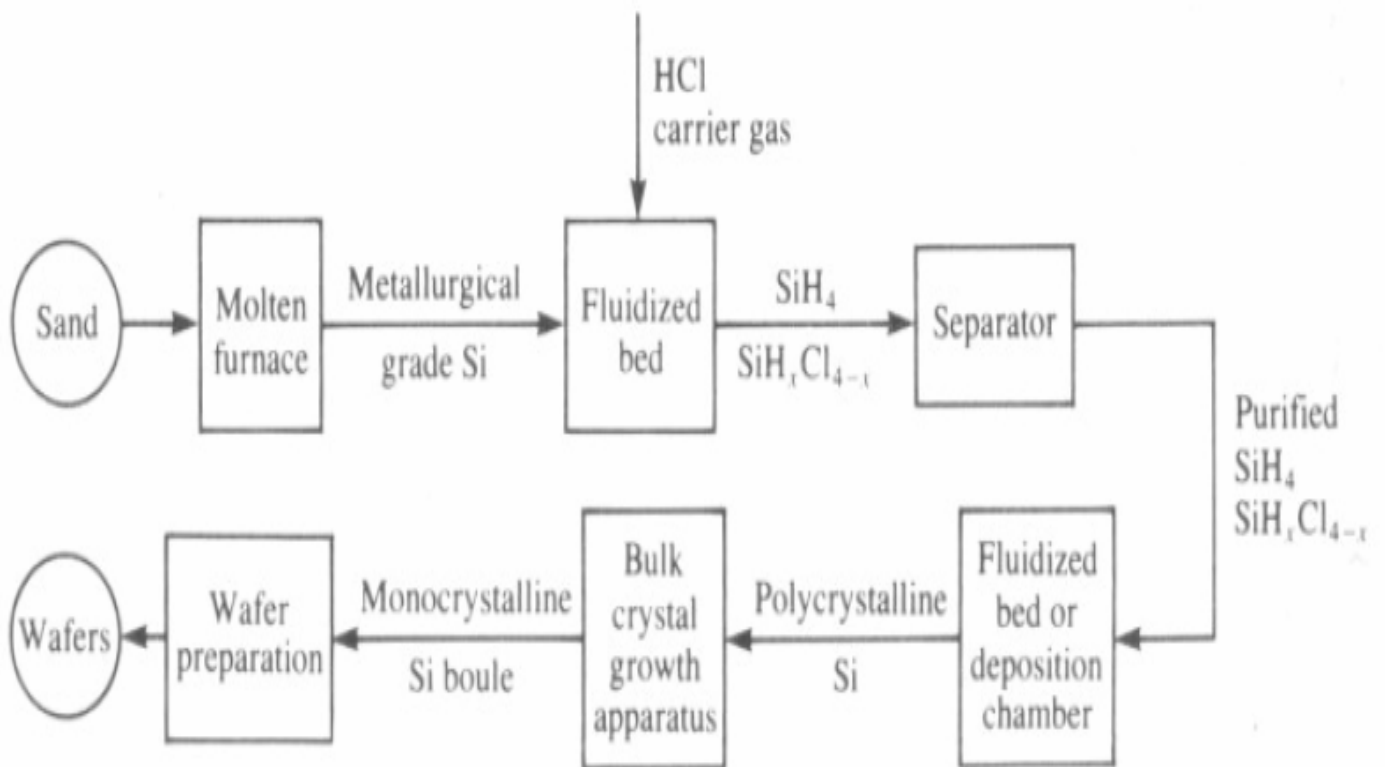 HCl
carrier gas
Sand
Molten
furnace
Metallurgical
grade Si
Fluidized
bed
SiH₄
SiHₓCl₄₋ₓ
Separator
Purified
SiH₄
SiHₓCl₄₋ₓ
Fluidized
bed or
deposition
chamber
Polycrystalline
Si
Bulk
crystal
growth
apparatus
Monocrystalline
Si boule
Wafer
preparation
Wafers